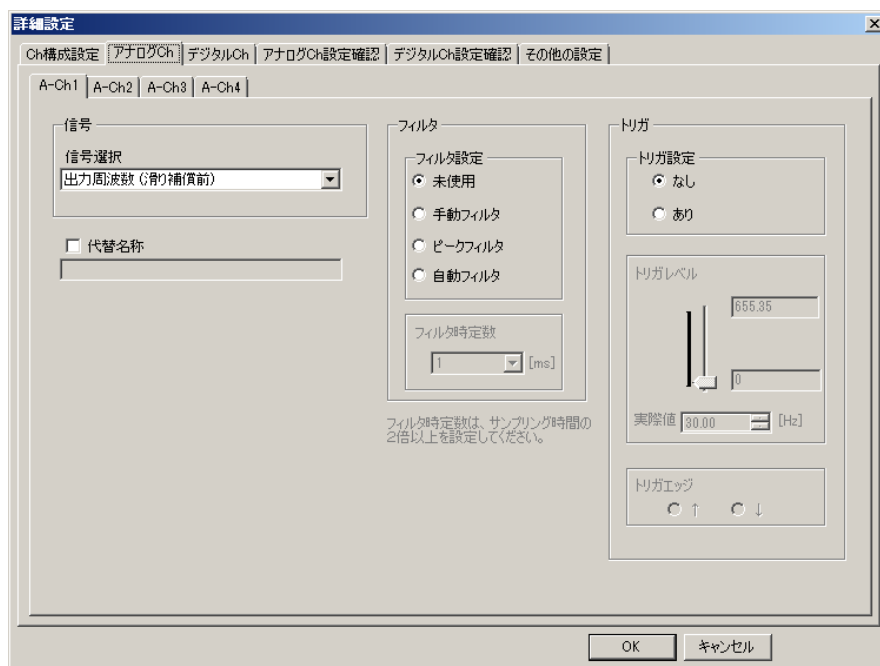 詳細設定
Ch構成設定 アナログCh デジタルCh アナログCh設定確認 デジタルCh設定確認 その他の設定
A-Ch1 A-Ch2 A-Ch3 A-Ch4
信号
信号選択
出力周波数 (滑り補償前)
代替名称
フィルタ
フィルタ設定
未使用
手動フィルタ
ピークフィルタ
自動フィルタ
フィルタ時定数
1 [ms]
フィルタ時定数は、サンプリング時間の
2倍以上を設定してください。
トリガ
トリガ設定
なし
あり
トリガレベル
655.35
0
実際値 30.00 [Hz]
トリガエッジ
↑ ↓
OK キャンセル